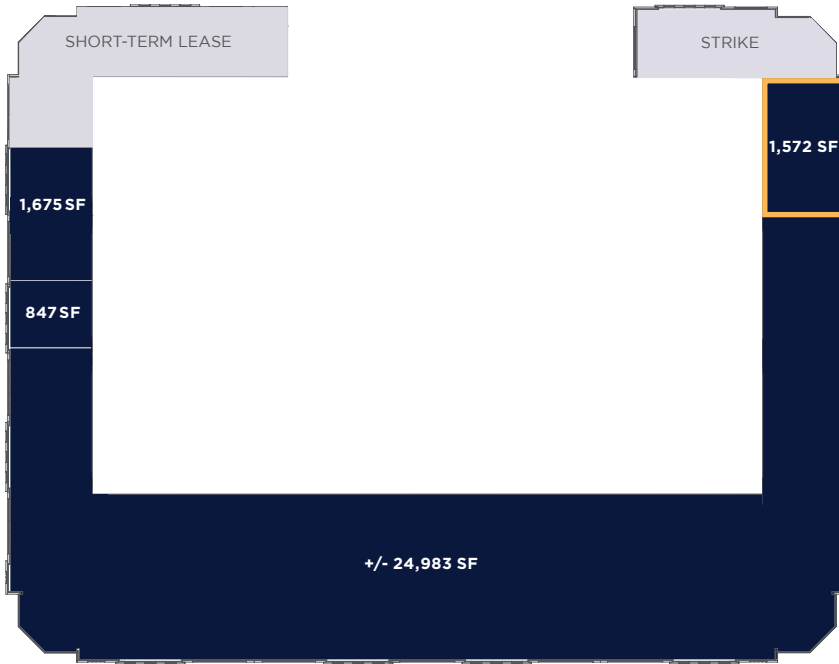 SHORT-TERM LEASE
STRIKE
1,572 SF
1,675 SF
847 SF
+/- 24,983 SF